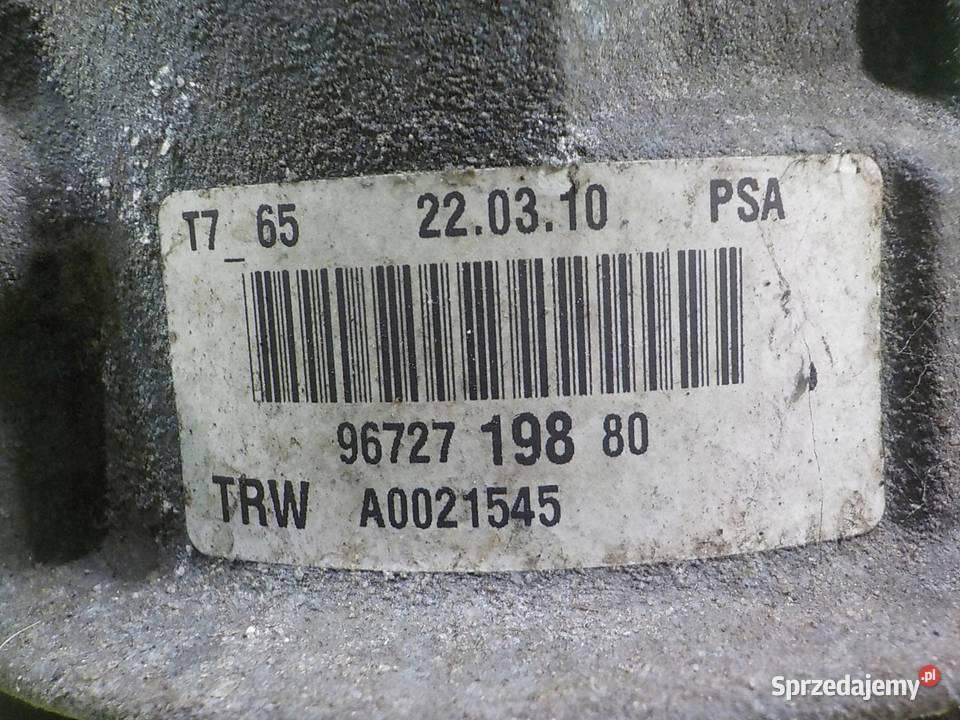 T7_65 22.03.10 PSA
96727 198 80
TRW A0021545
Sprzedajemy.pl